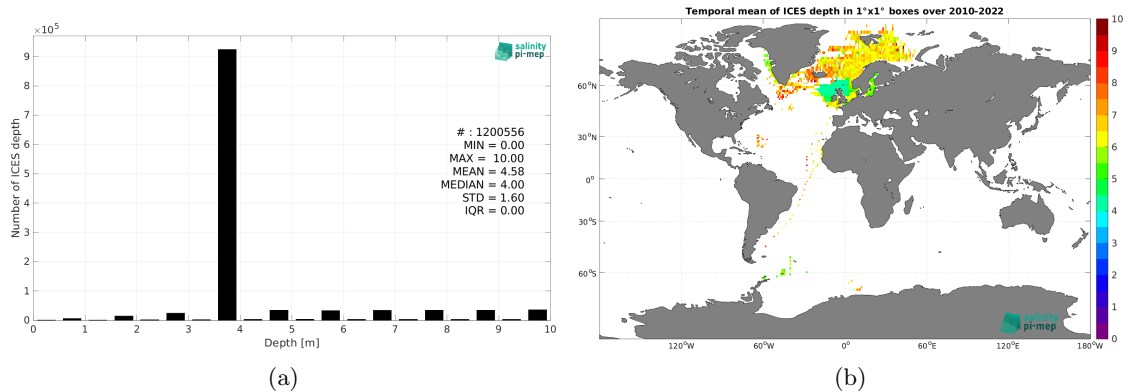 ×10⁵
9
8
7
6
5
4
3
2
1
0
Number of ICES depth
0 1 2 3 4 5 6 7 8 9 10
Depth [m]
salinity
pi-mep
# : 1200556
MIN = 0.00
MAX = 10.00
MEAN = 4.58
MEDIAN = 4.00
STD = 1.60
IQR = 0.00
(a)
Temporal mean of ICES depth in 1°x1° boxes over 2010-2022
60°N
30°N
15°N
0°
15°S
30°S
60°S
120°W 60°W 0° 60°E 120°E 180°W
salinity
pi-mep
10
9
8
7
6
5
4
3
2
1
0
(b)